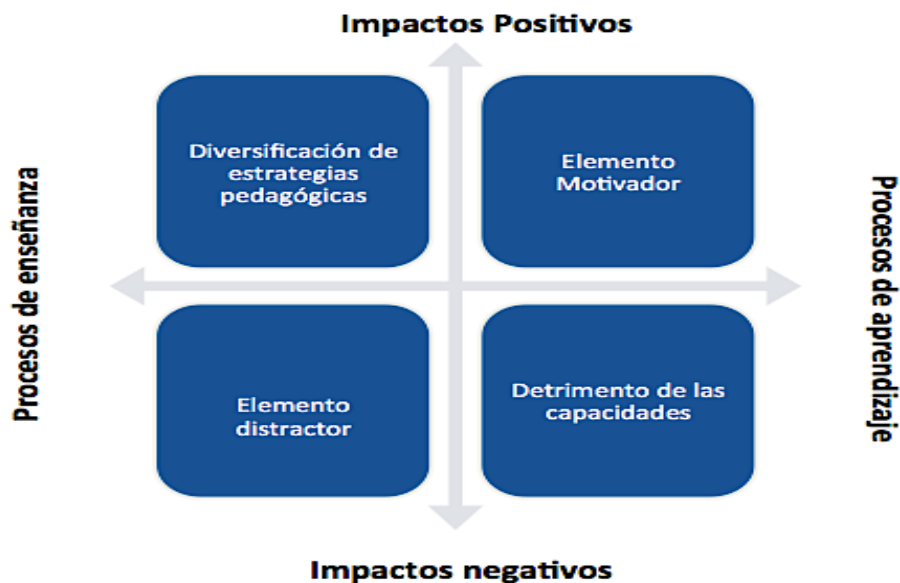 Impactos Positivos
Procesos de enseñanza
Diversificación de
estrategias
pedagógicas
Elemento
Motivador
Procesos de aprendizaje
Elemento
distractor
Detrimento de las
capacidades
Impactos negativos